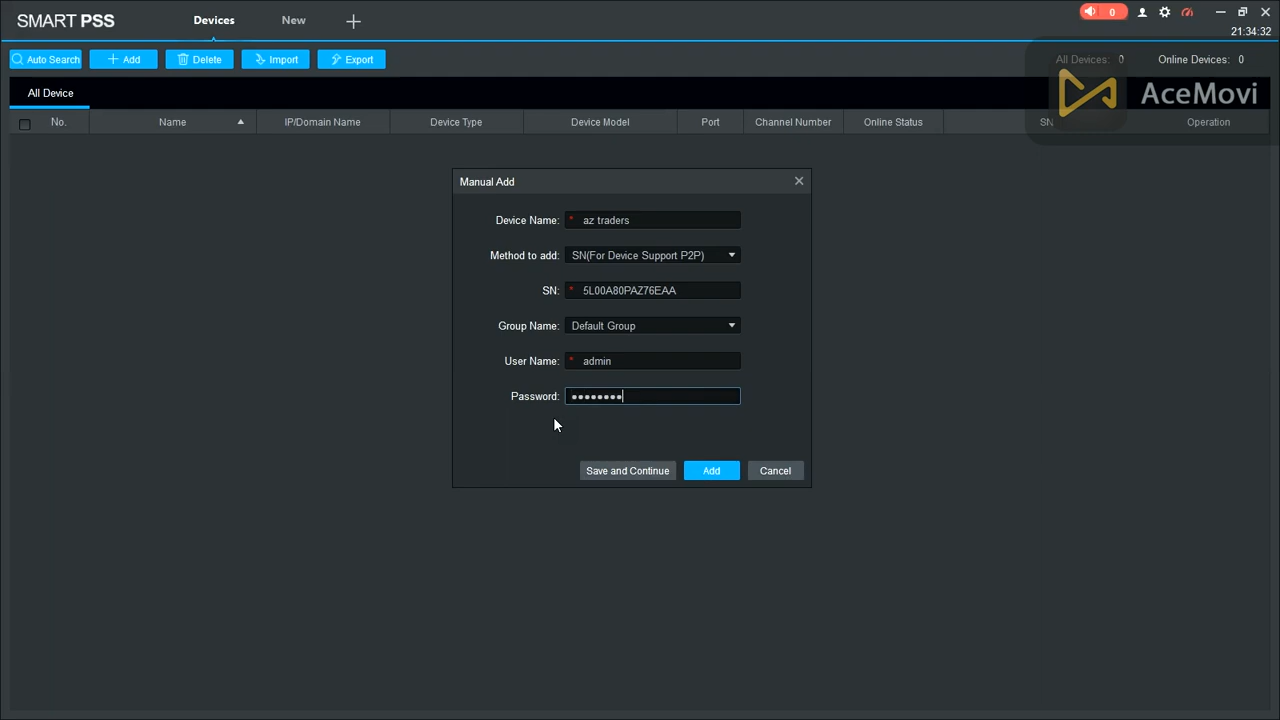 SMART PSS
Devices
New
0
21:34:32
Auto Search
Add
Delete
Import
Export
All Devices: 0
Online Devices: 0
AceMovi
All Device
No.
Name
IP/Domain Name
Device Type
Device Model
Port
Channel Number
Online Status
SN
Operation
Manual Add
Device Name: * az traders
Method to add: SN(For Device Support P2P)
SN: * 5L00A80PAZ76EAA
Group Name: Default Group
User Name: * admin
Password: ●●●●●●●●
Save and Continue
Add
Cancel